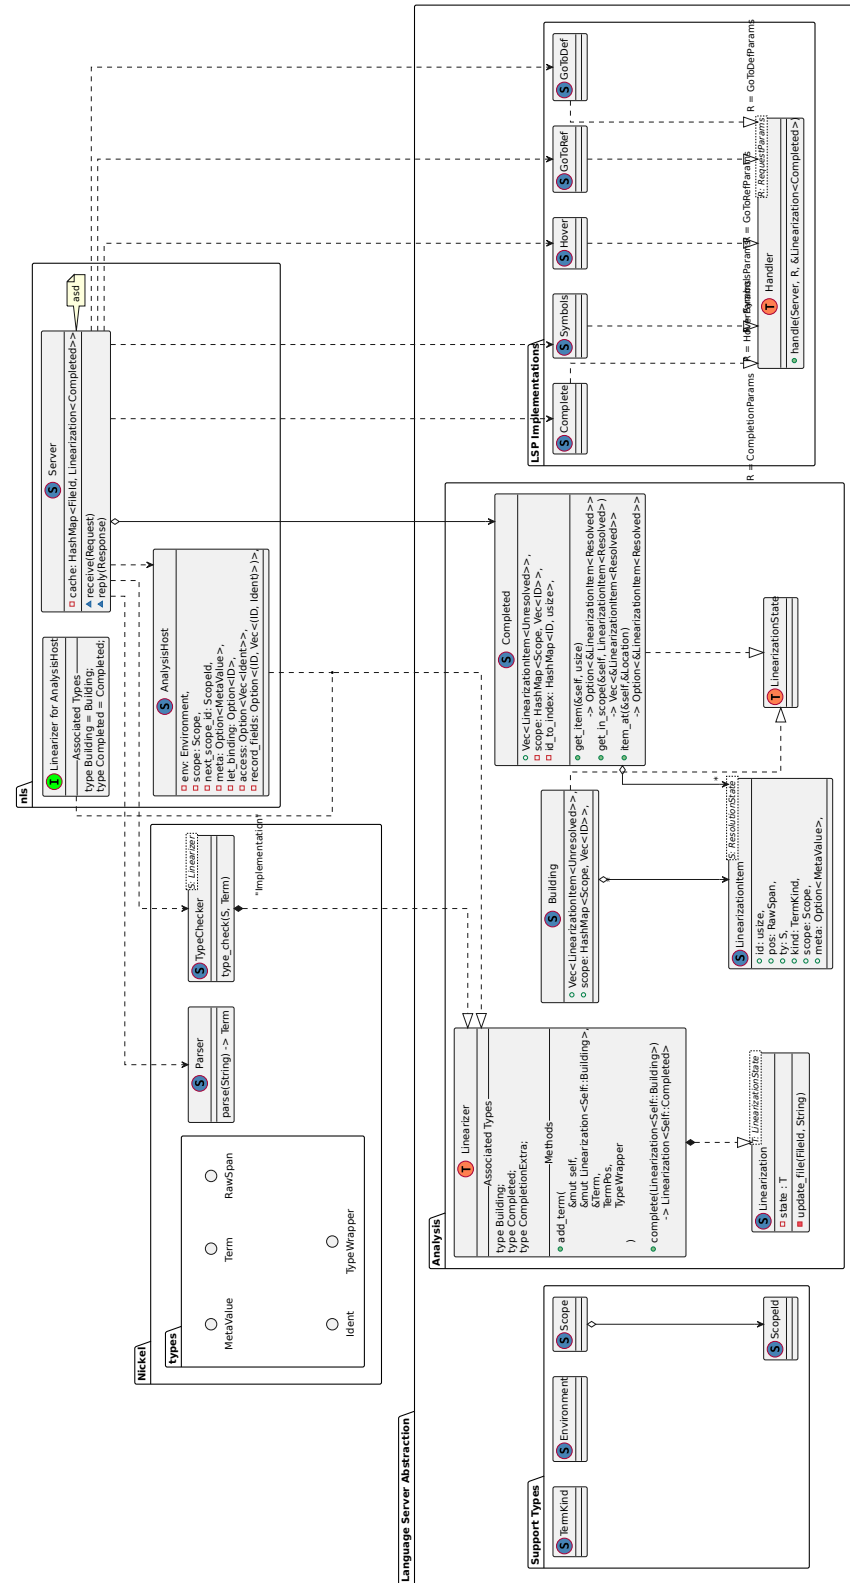 nls
I Linearizer for AnalysisHost
Associated Types
type Building = Building;
type Completed = Completed;
S Server
cache: HashMap<FileId, Linearization<Completed>>
receive(Request)
reply(Response)
asd
S AnalysisHost
env: Environment,
scope: Scope,
next_scope_id: ScopeId,
meta: Option<MetaValue>,
let_binding: Option<ID>,
access: Option<Vec<Ident>>,
record_fields: Option<(ID, Vec<(ID, Ident)>)>,
Nickel
types
MetaValue
Term
RawSpan
Ident
TypeWrapper
S Parser
parse(String) -> Term
S TypeChecker
S: Linearizer
type_check(S, Term)
"Implementation"
Language Server Abstraction
Analysis
T Linearizer
Associated Types
type Building;
type Completed;
type CompletionExtra;
Methods
add_term(
&mut self,
&mut Linearization<Self::Building>,
&Term,
TermPos,
TypeWrapper
)
complete(Linearization<Self::Building>)
-> Linearization<Self::Completed>
S Completed
Vec<LinearizationItem<Unresolved>>,
scope: HashMap<Scope, Vec<ID>>,
id_to_index: HashMap<ID, usize>,
get_item(&self, usize)
-> Option<&LinearizationItem<Resolved>>
get_in_scope(&self, LinearizationItem<Resolved>)
-> Vec<&LinearizationItem<Resolved>>
item_at(&self,&Location)
-> Option<&LinearizationItem<Resolved>>
S Building
Vec<LinearizationItem<Unresolved>>,
scope: HashMap<Scope, Vec<ID>>,
*
S LinearizationItem
S: ResolutionState
id: usize,
pos: RawSpan,
ty: S,
kind: TermKind,
scope: Scope,
meta: Option<MetaValue>,
T LinearizationState
S Linearization
T: LinearizationState
state : T
update_file(FileId, String)
LSP Implementations
S Complete
S Symbols
S Hover
S GoToRef
S GoToDef
R = CompletionParams
R = GoToRefParams
R = GoToDefParams
T Handler
R: RequestParams
handle(Server, R, &Linearization<Completed>)
Support Types
S TermKind
S Environment
S Scope
S ScopeId